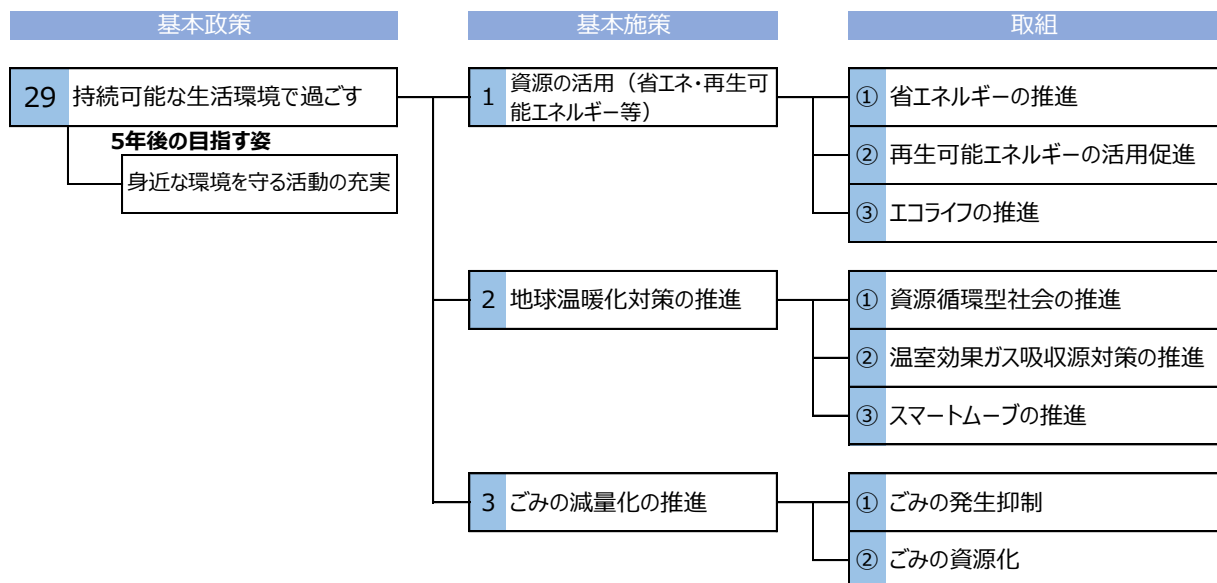 基本政策
基本施策
取組
29 持続可能な生活環境で過ごす
5年後の目指す姿
身近な環境を守る活動の充実
1 資源の活用（省エネ・再生可
能エネルギー等）
① 省エネルギーの推進
② 再生可能エネルギーの活用促進
③ エコライフの推進
2 地球温暖化対策の推進
① 資源循環型社会の推進
② 温室効果ガス吸収源対策の推進
③ スマートムーブの推進
3 ごみの減量化の推進
① ごみの発生抑制
② ごみの資源化